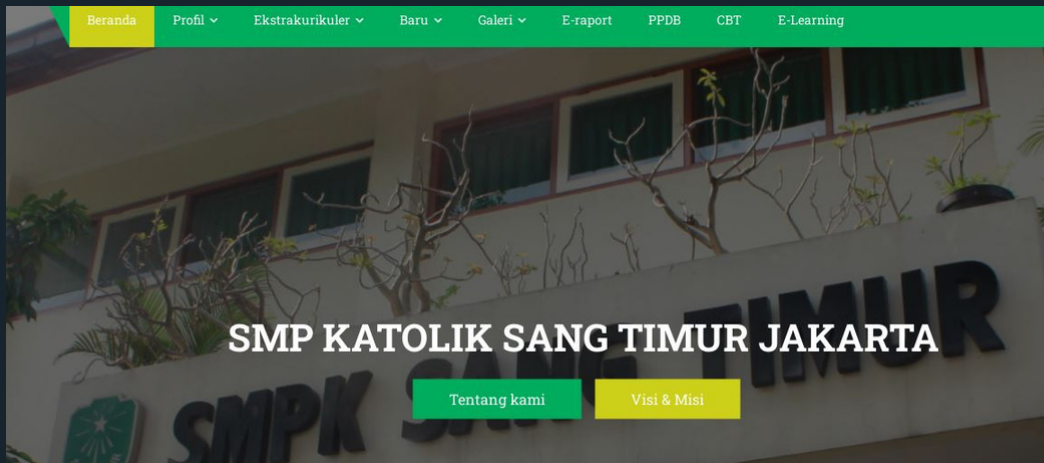 Beranda Profil Ekstrakurikuler Baru Galeri E-raport PPDB CBT E-Learning
SMP KATOLIK SANG TIMUR JAKARTA
Tentang kami Visi & Misi
SMPK SANG TIMUR